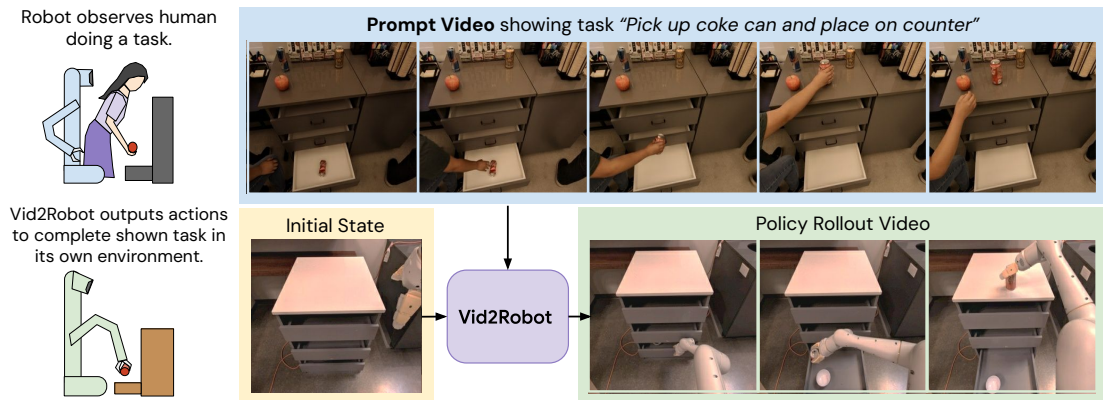 Robot observes human
doing a task.
Prompt Video showing task “Pick up coke can and place on counter”
Vid2Robot outputs actions
to complete shown task in
its own environment.
Initial State
Vid2Robot
Policy Rollout Video